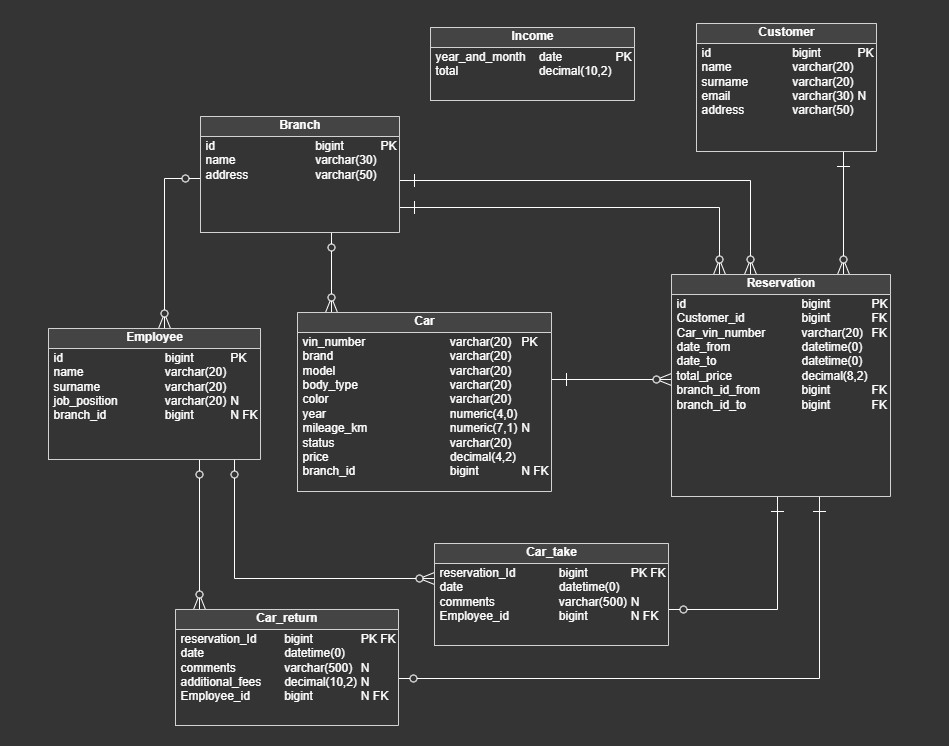 Income
year_and_month date PK
total decimal(10,2)
Customer
id bigint PK
name varchar(20)
surname varchar(20)
email varchar(30) N
address varchar(50)
Branch
id bigint PK
name varchar(30)
address varchar(50)
Employee
id bigint PK
name varchar(20)
surname varchar(20)
job_position varchar(20) N
branch_id bigint N FK
Car
vin_number varchar(20) PK
brand varchar(20)
model varchar(20)
body_type varchar(20)
color varchar(20)
year numeric(4,0)
mileage_km numeric(7,1) N
status varchar(20)
price decimal(4,2)
branch_id bigint N FK
Reservation
id bigint PK
Customer_id bigint FK
Car_vin_number varchar(20) FK
date_from datetime(0)
date_to datetime(0)
total_price decimal(8,2)
branch_id_from bigint FK
branch_id_to bigint FK
Car_take
reservation_Id bigint PK FK
date datetime(0)
comments varchar(500) N
Employee_id bigint N FK
Car_return
reservation_Id bigint PK FK
date datetime(0)
comments varchar(500) N
additional_fees decimal(10,2) N
Employee_id bigint N FK